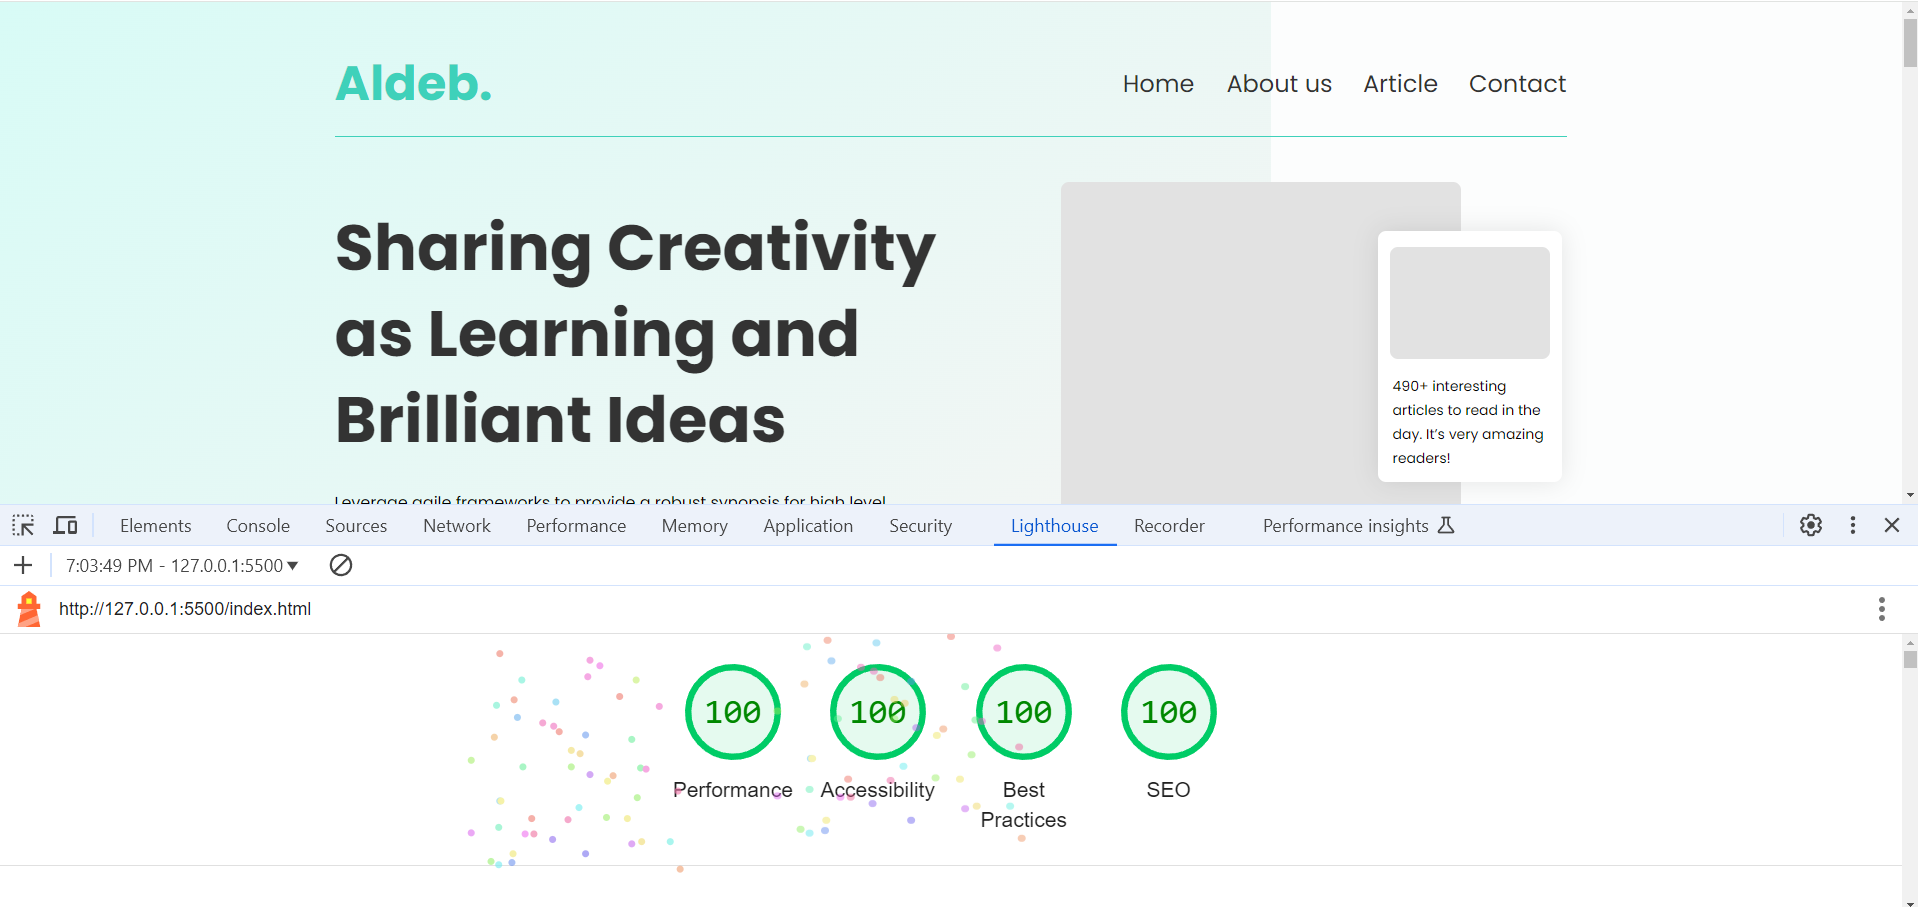 Aldeb.
Home About us Article Contact
Sharing Creativity
as Learning and
Brilliant Ideas
Leverage agile frameworks to provide a robust synopsis for high level
490+ interesting
articles to read in the
day. It’s very amazing
readers!
Elements Console Sources Network Performance Memory Application Security Lighthouse Recorder Performance insights
7:03:49 PM - 127.0.0.1:5500
http://127.0.0.1:5500/index.html
100 100 100 100
Performance Accessibility Best SEO
Practices